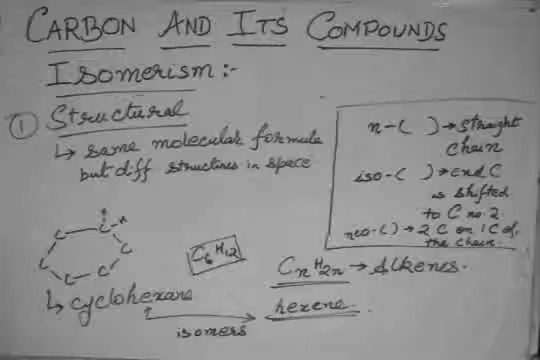 CARBON AND ITS COMPOUNDS
Isomerism:-
① Structural
↳ same molecular formula
but diff structures in space
n-( ) → straight
chain
iso-( ) → end C
is shifted
to C no 2.
neo-( ) → 2 C on 1 C of
the chain.
C C H
C C
C C
↳ cyclohexane
C6H12
CnH2n → Alkenes.
hexene.
isomers